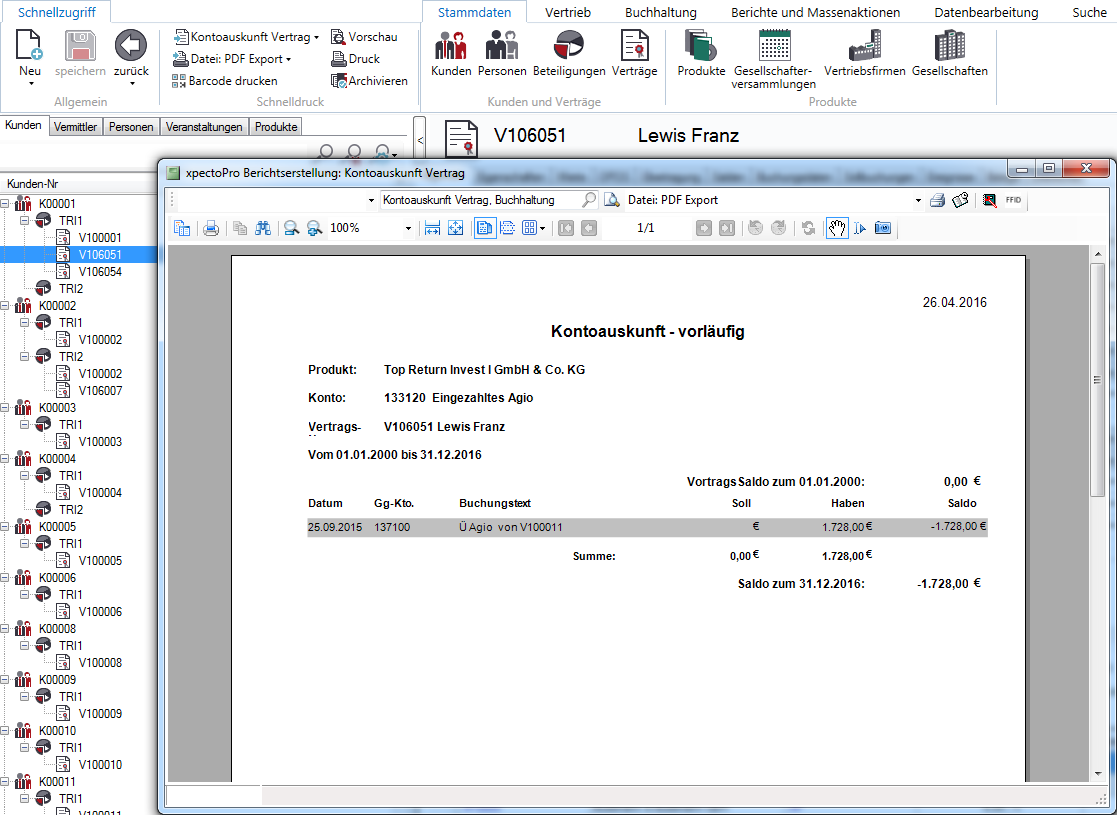 Schnellzugriff
Stammdaten Vertrieb Buchhaltung Berichte und Massenaktionen Datenbearbeitung Suche
Neu speichern zurück
Allgemein
Kontoauskunft Vertrag
Datei: PDF Export
Barcode drucken
Vorschau
Druck
Archivieren
Schnelldruck
Kunden Personen Beteiligungen Verträge
Kunden und Verträge
Produkte Gesellschafter-
versammlungen Vertriebsfirmen Gesellschaften
Produkte
Kunden Vermittler Personen Veranstaltungen Produkte
<
V106051 Lewis Franz
Kunden-Nr
K00001
TRI1
V100001
V106051
V106054
TRI2
K00002
TRI1
V100002
TRI2
V100002
V106007
K00003
TRI1
V100003
K00004
TRI1
V100004
TRI2
K00005
TRI1
V100005
K00006
TRI1
V100006
K00008
TRI1
V100008
K00009
TRI1
V100009
K00010
TRI1
V100010
K00011
TRI1
V100011
xpectoPro Berichtserstellung: Kontoauskunft Vertrag
Kontoauskunft Vertrag, Buchhaltung Datei: PDF Export FFID
100% 1/1
26.04.2016
Kontoauskunft - vorläufig
Produkt: Top Return Invest I GmbH & Co. KG
Konto: 133120 Eingezahltes Agio
Vertrags- V106051 Lewis Franz
Vom 01.01.2000 bis 31.12.2016
Vortrags Saldo zum 01.01.2000: 0,00 €
Datum Gg-Kto. Buchungstext Soll Haben Saldo
25.09.2015 137100 Ü Agio von V100011 € 1.728,00 € -1.728,00 €
Summe: 0,00 € 1.728,00 €
Saldo zum 31.12.2016: -1.728,00 €